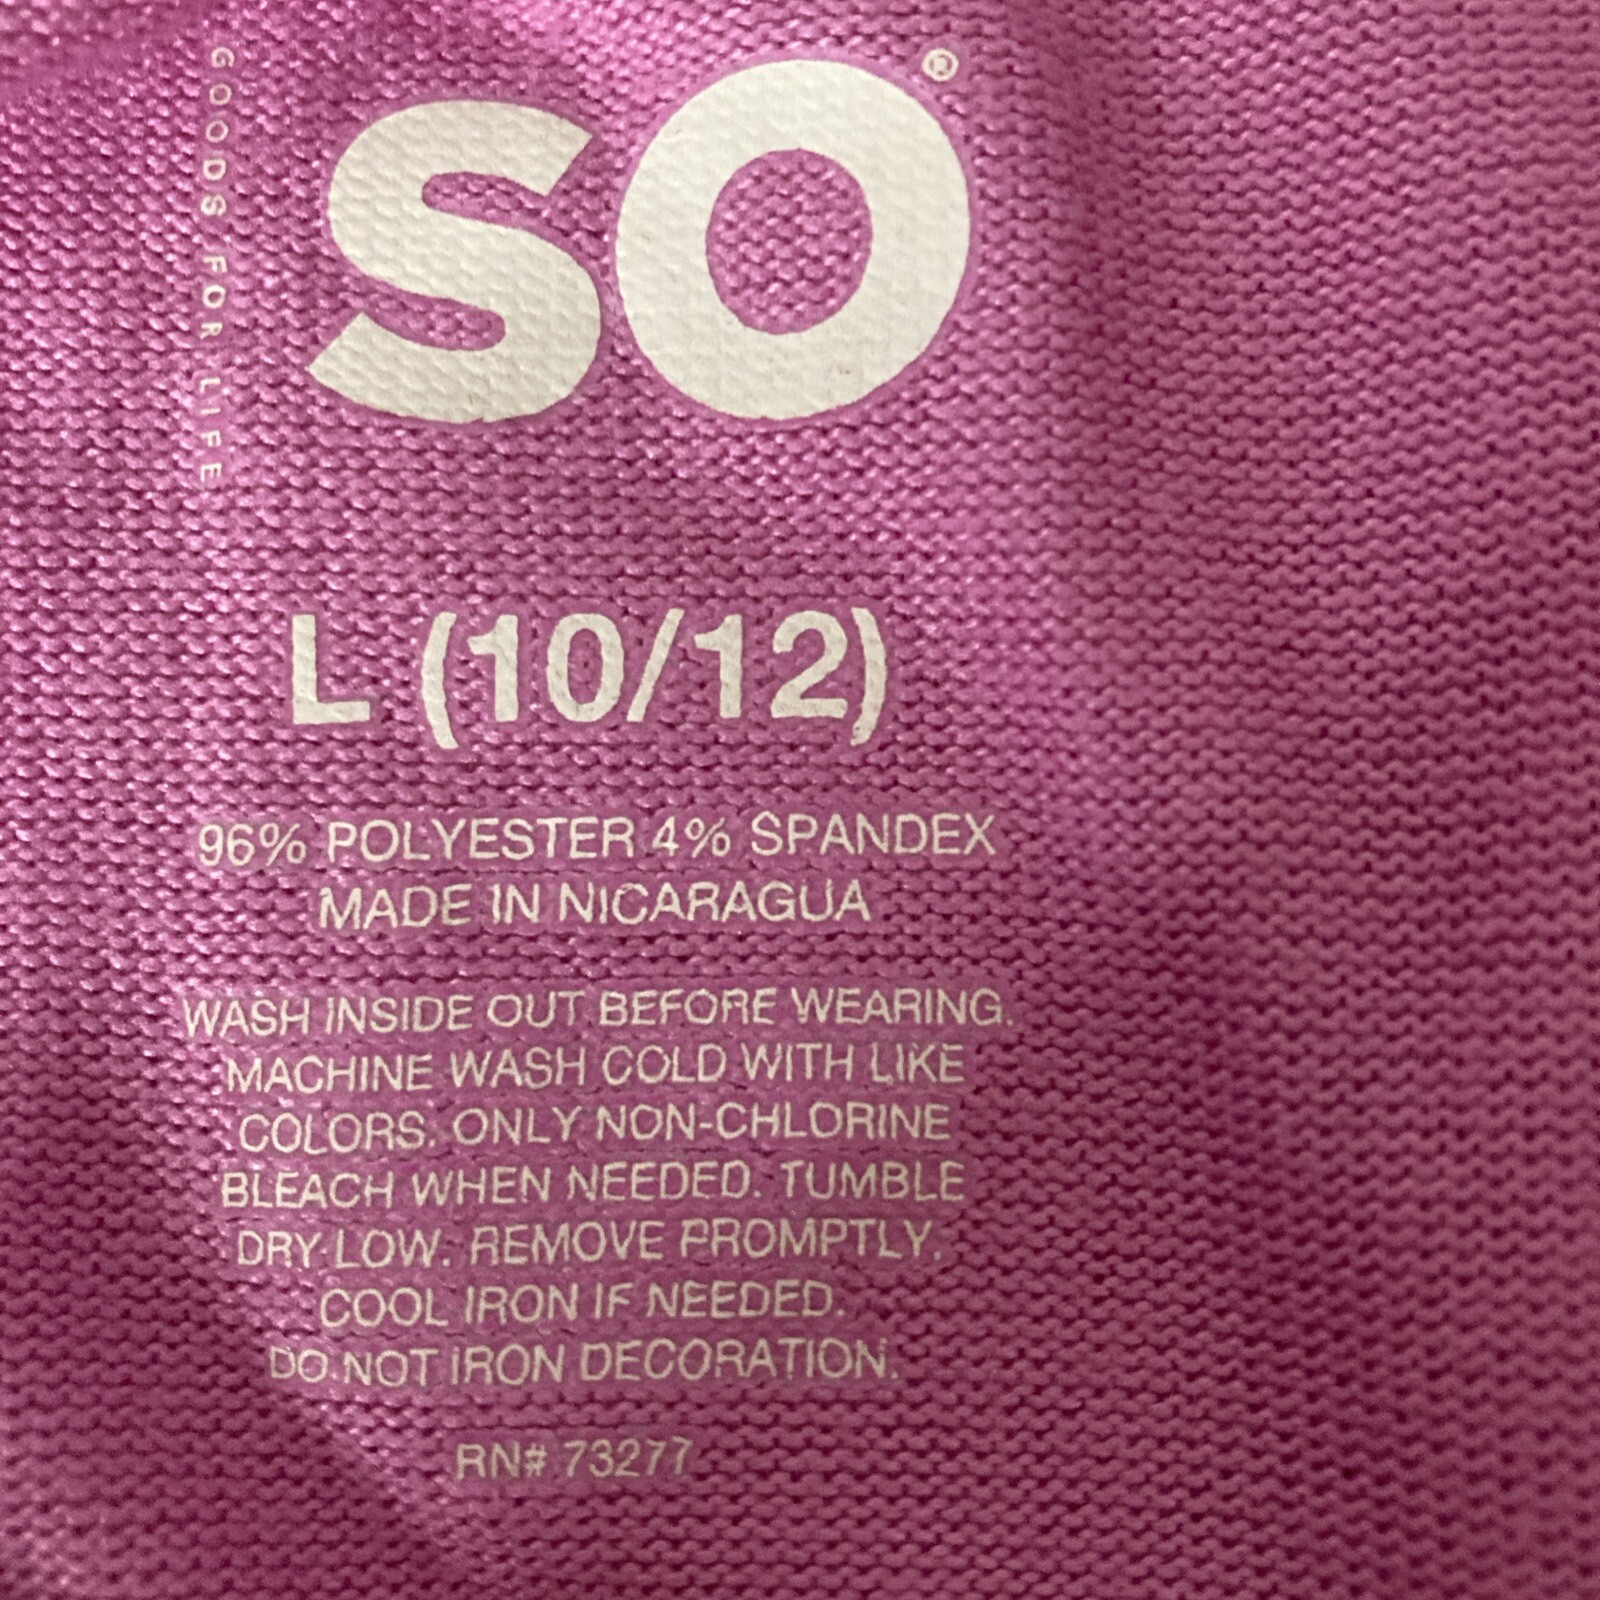 GOODS FOR LIFE
SO®
L (10/12)
96% POLYESTER 4% SPANDEX
MADE IN NICARAGUA
WASH INSIDE OUT BEFORE WEARING.
MACHINE WASH COLD WITH LIKE
COLORS. ONLY NON-CHLORINE
BLEACH WHEN NEEDED. TUMBLE
DRY LOW. REMOVE PROMPTLY.
COOL IRON IF NEEDED.
DO NOT IRON DECORATION.
RN# 73277